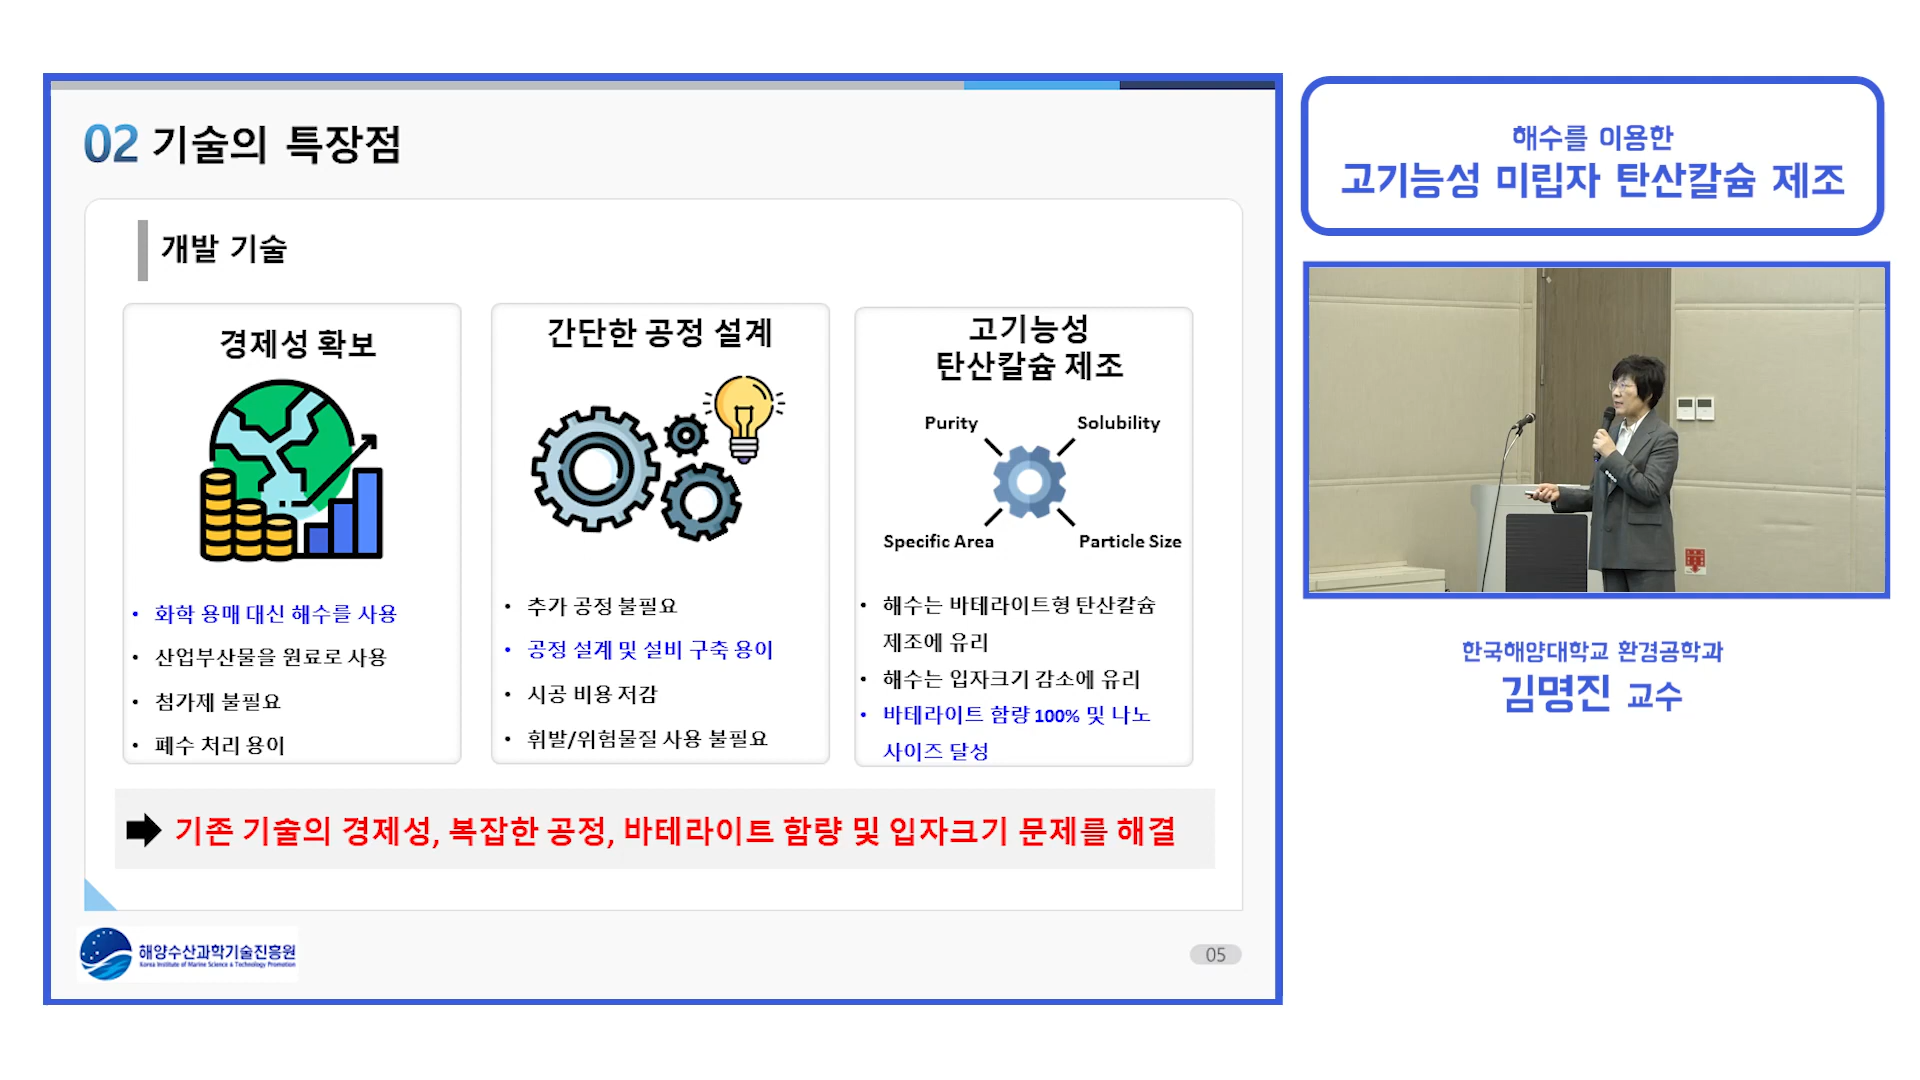 02 기술의 특장점
개발 기술
경제성 확보
• 화학 용매 대신 해수를 사용
• 산업부산물을 원료로 사용
• 첨가제 불필요
• 폐수 처리 용이
간단한 공정 설계
• 추가 공정 불필요
• 공정 설계 및 설비 구축 용이
• 시공 비용 저감
• 휘발/위험물질 사용 불필요
고기능성
탄산칼슘 제조
Purity
Solubility
Specific Area
Particle Size
• 해수는 바테라이트형 탄산칼슘
제조에 유리
• 해수는 입자크기 감소에 유리
• 바테라이트 함량 100% 및 나노
사이즈 달성
기존 기술의 경제성, 복잡한 공정, 바테라이트 함량 및 입자크기 문제를 해결
해양수산과학기술진흥원
Korea Institute of Marine Science & Technology Promotion
05
해수를 이용한
고기능성 미립자 탄산칼슘 제조
한국해양대학교 환경공학과
김명진 교수